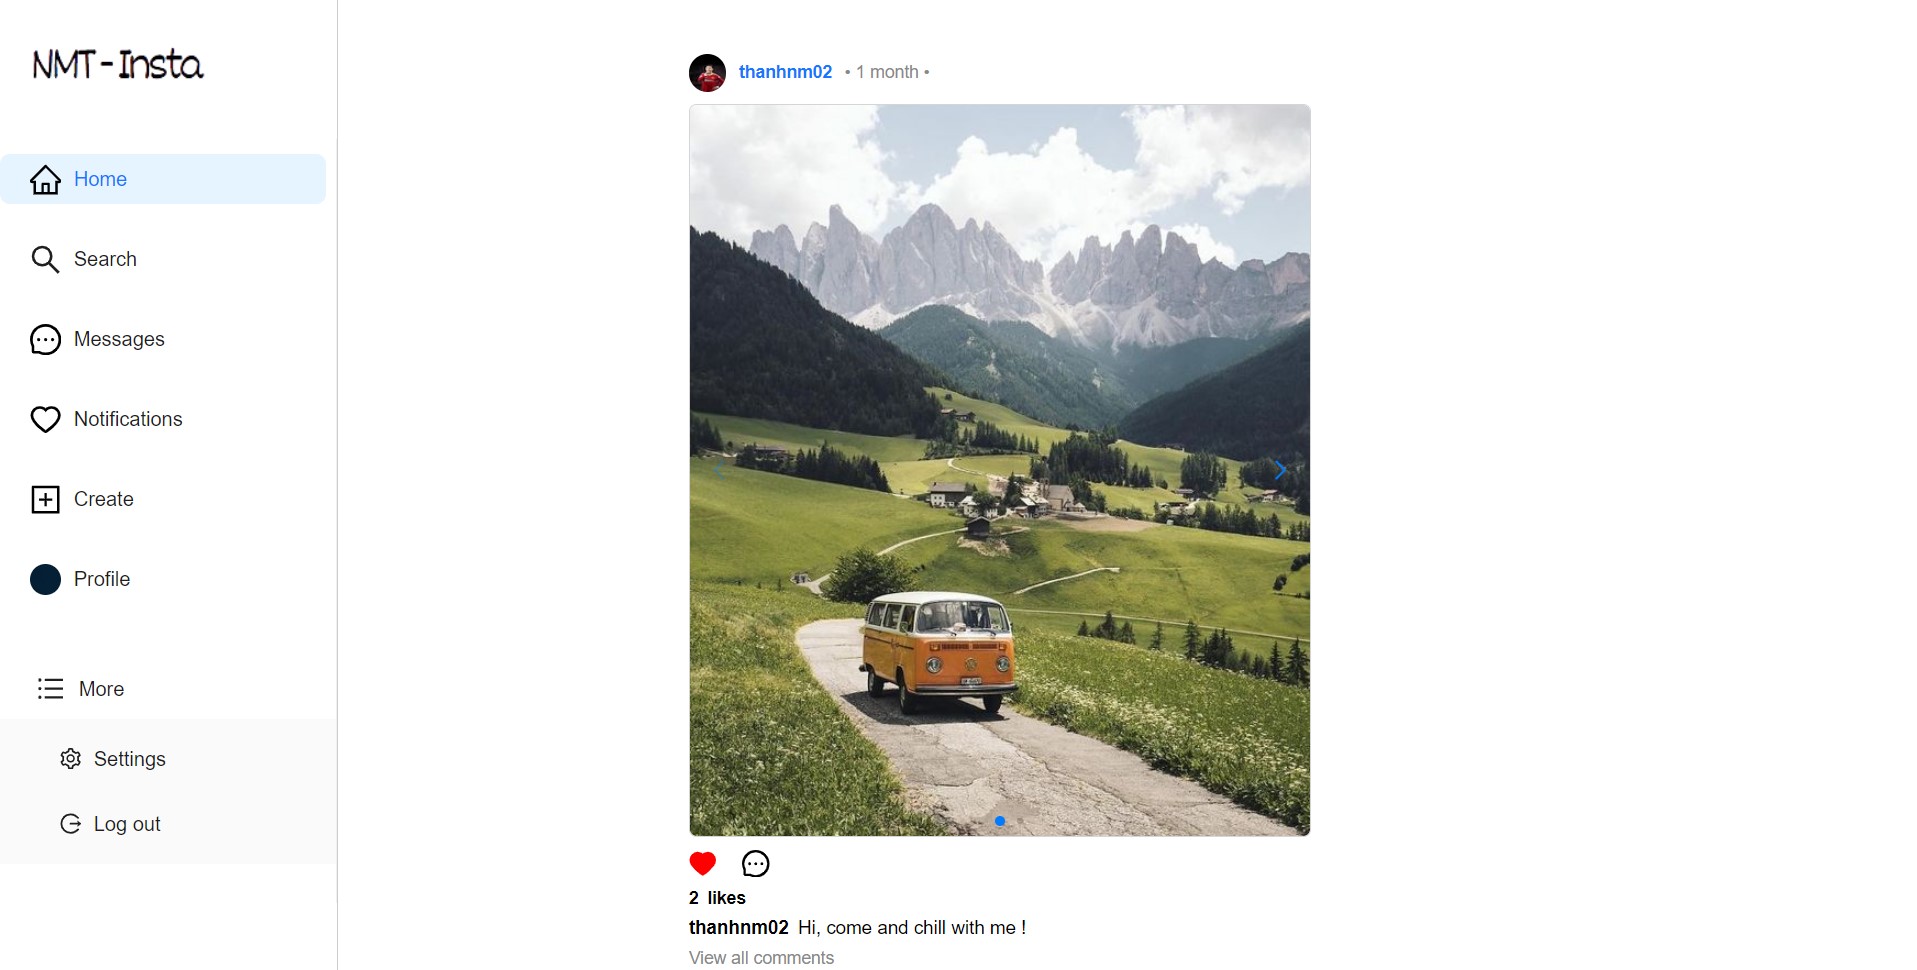 NMT-Insta
Home
Search
Messages
Notifications
Create
Profile
More
Settings
Log out
thanhnm02 • 1 month •
2 likes
thanhnm02 Hi, come and chill with me !
View all comments